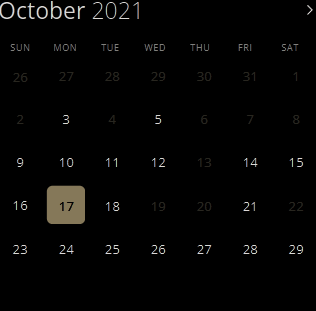 October 2021
SUN MON TUE WED THU FRI SAT
26 27 28 29 30 31 1
2 3 4 5 6 7 8
9 10 11 12 13 14 15
16 17 18 19 20 21 22
23 24 25 26 27 28 29